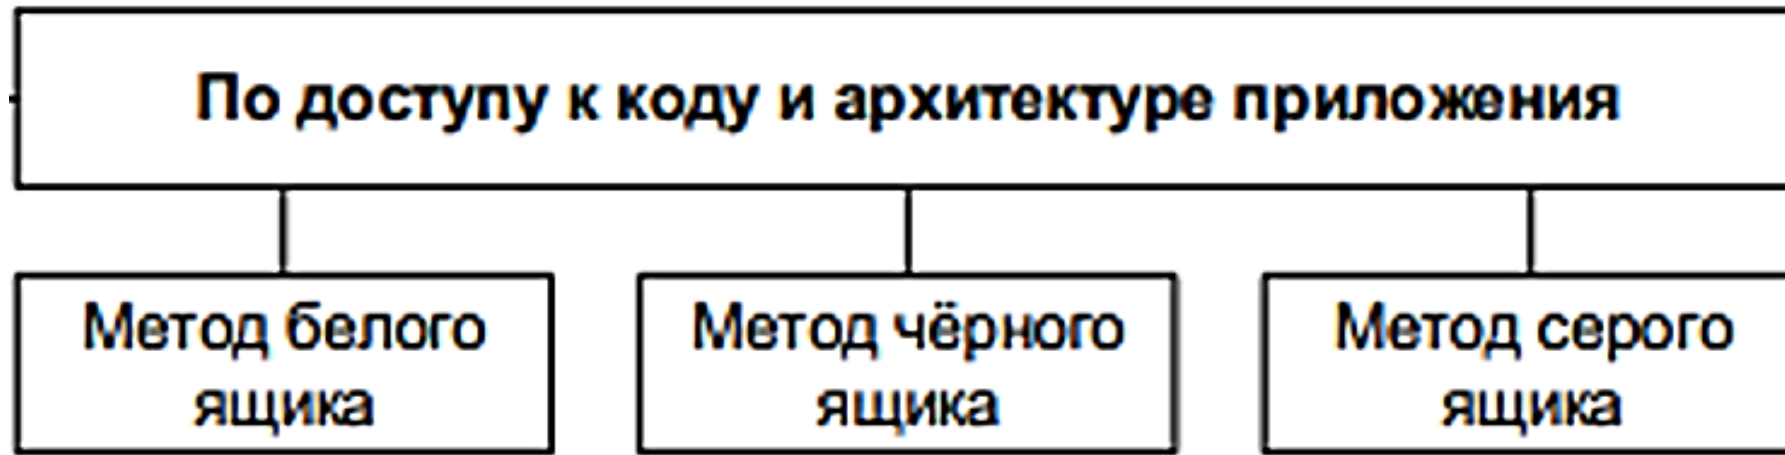 По доступу к коду и архитектуре приложения
Метод белого
ящика
Метод чёрного
ящика
Метод серого
ящика